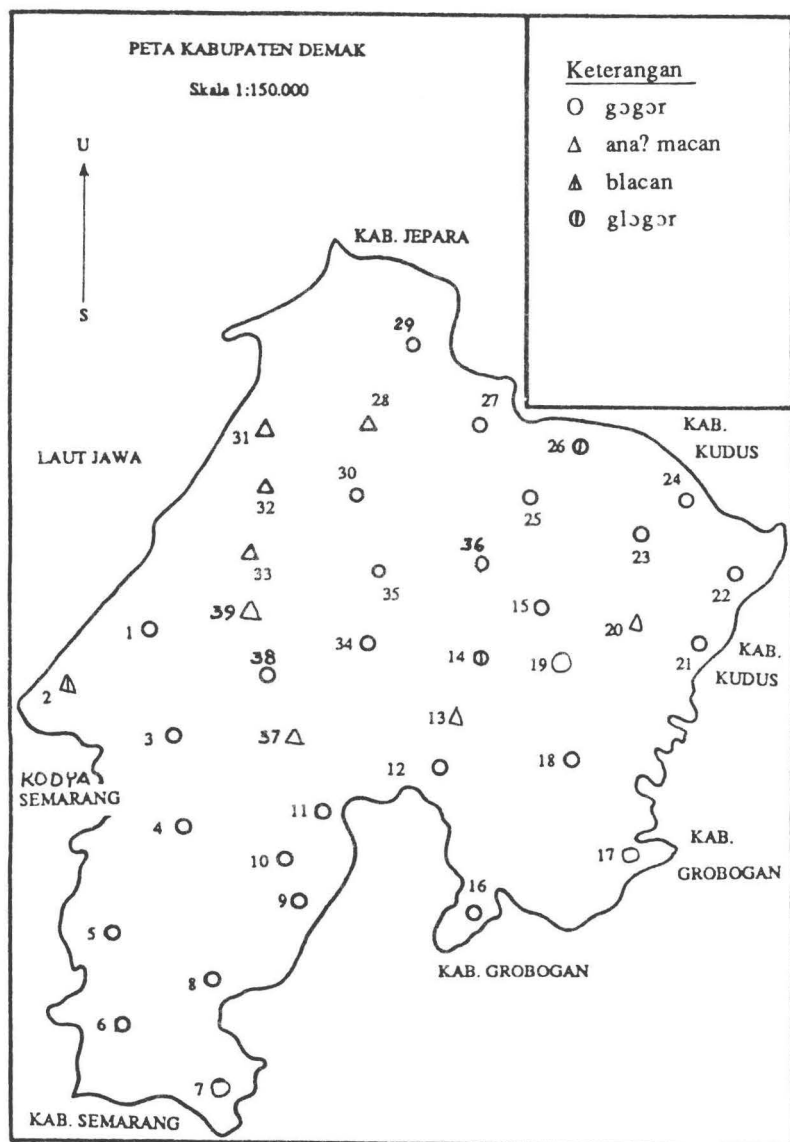 PETA KABUPATEN DEMAK
Skala 1:150.000
Keterangan
gɔgɔr
ana? macan
blacan
glɔgɔr
U
S
KAB. JEPARA
29
28
27
31
26
KAB.
KUDUS
LAUT JAWA
30
24
32
25
23
36
33
35
22
39
15
20
1
34
14
19
21
KAB.
KUDUS
38
2
13
3
37
12
18
KODYA
SEMARANG
11
4
10
17
KAB.
GROBOGAN
9
16
5
KAB. GROBOGAN
8
6
7
KAB. SEMARANG